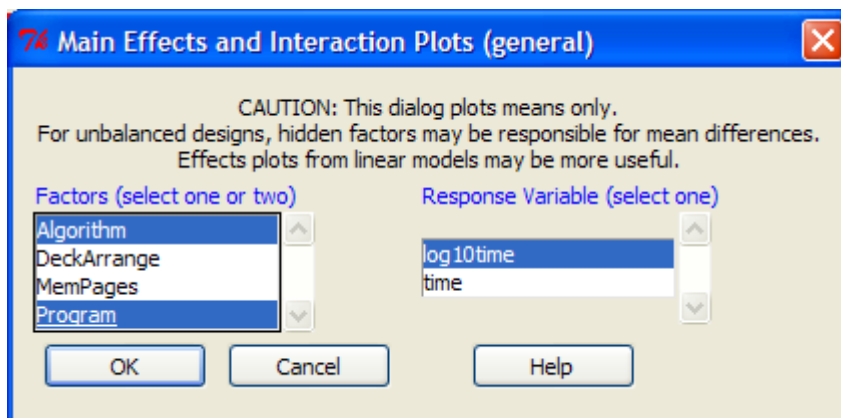 Main Effects and Interaction Plots (general)
CAUTION: This dialog plots means only.
For unbalanced designs, hidden factors may be responsible for mean differences.
Effects plots from linear models may be more useful.
Factors (select one or two)
Algorithm
DeckArrange
MemPages
Program
Response Variable (select one)
log10time
time
OK
Cancel
Help